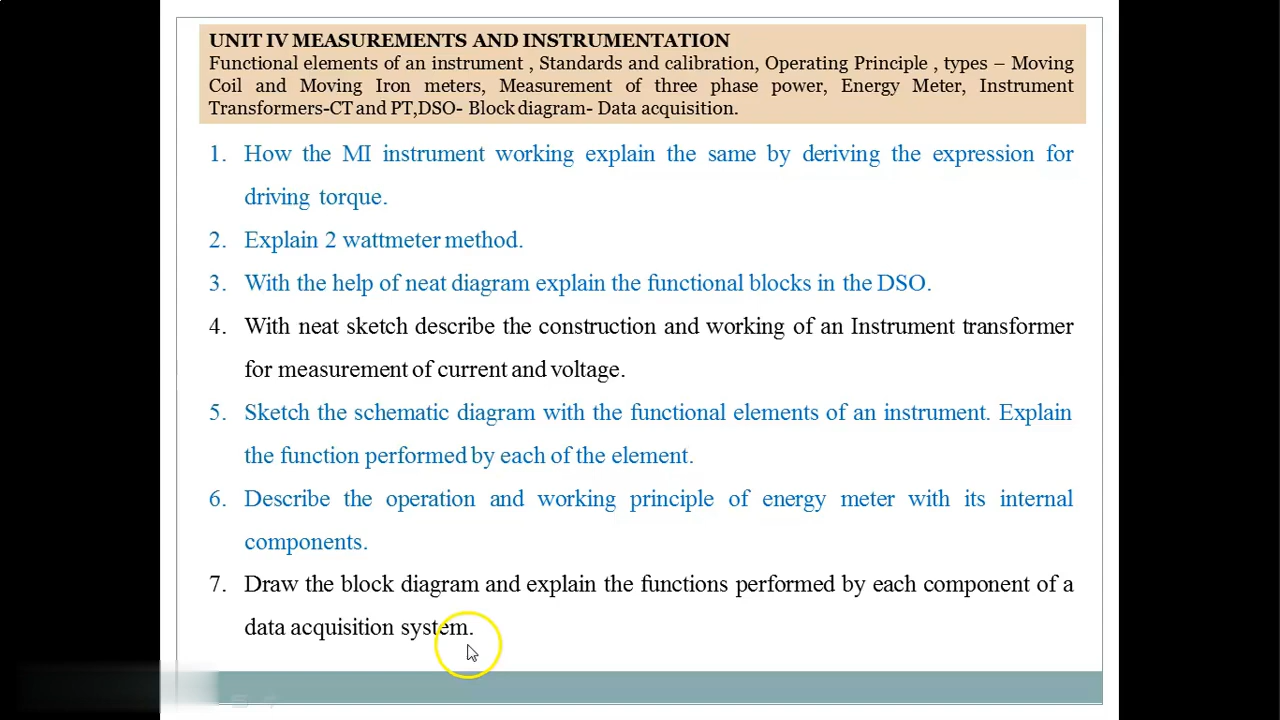 UNIT IV MEASUREMENTS AND INSTRUMENTATION
Functional elements of an instrument , Standards and calibration, Operating Principle , types – Moving
Coil and Moving Iron meters, Measurement of three phase power, Energy Meter, Instrument
Transformers-CT and PT,DSO- Block diagram- Data acquisition.
1. How the MI instrument working explain the same by deriving the expression for
driving torque.
2. Explain 2 wattmeter method.
3. With the help of neat diagram explain the functional blocks in the DSO.
4. With neat sketch describe the construction and working of an Instrument transformer
for measurement of current and voltage.
5. Sketch the schematic diagram with the functional elements of an instrument. Explain
the function performed by each of the element.
6. Describe the operation and working principle of energy meter with its internal
components.
7. Draw the block diagram and explain the functions performed by each component of a
data acquisition system.